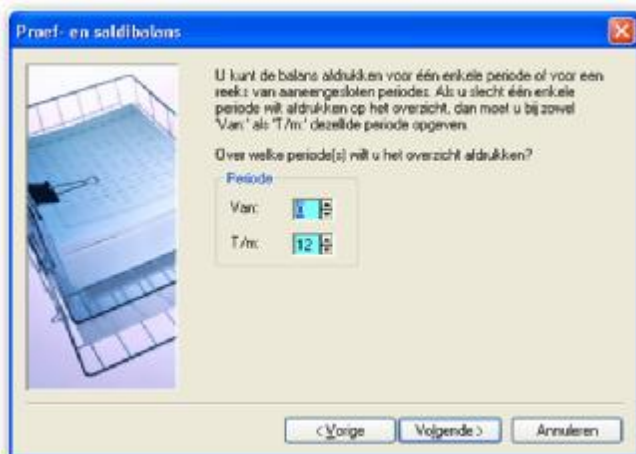 Proef- en saldibalans
U kunt de balans afdrukken voor één enkele periode of voor een
reeks van aaneengesloten periodes. Als u slecht één enkele
periode wilt afdrukken op het overzicht, dan moet u bij zowel
'Van:' als 'T/m:' dezelfde periode opgeven.
Over welke periode(s) wilt u het overzicht afdrukken?
Periode
Van:
T/m: 12
< Vorige Volgende > Annuleren